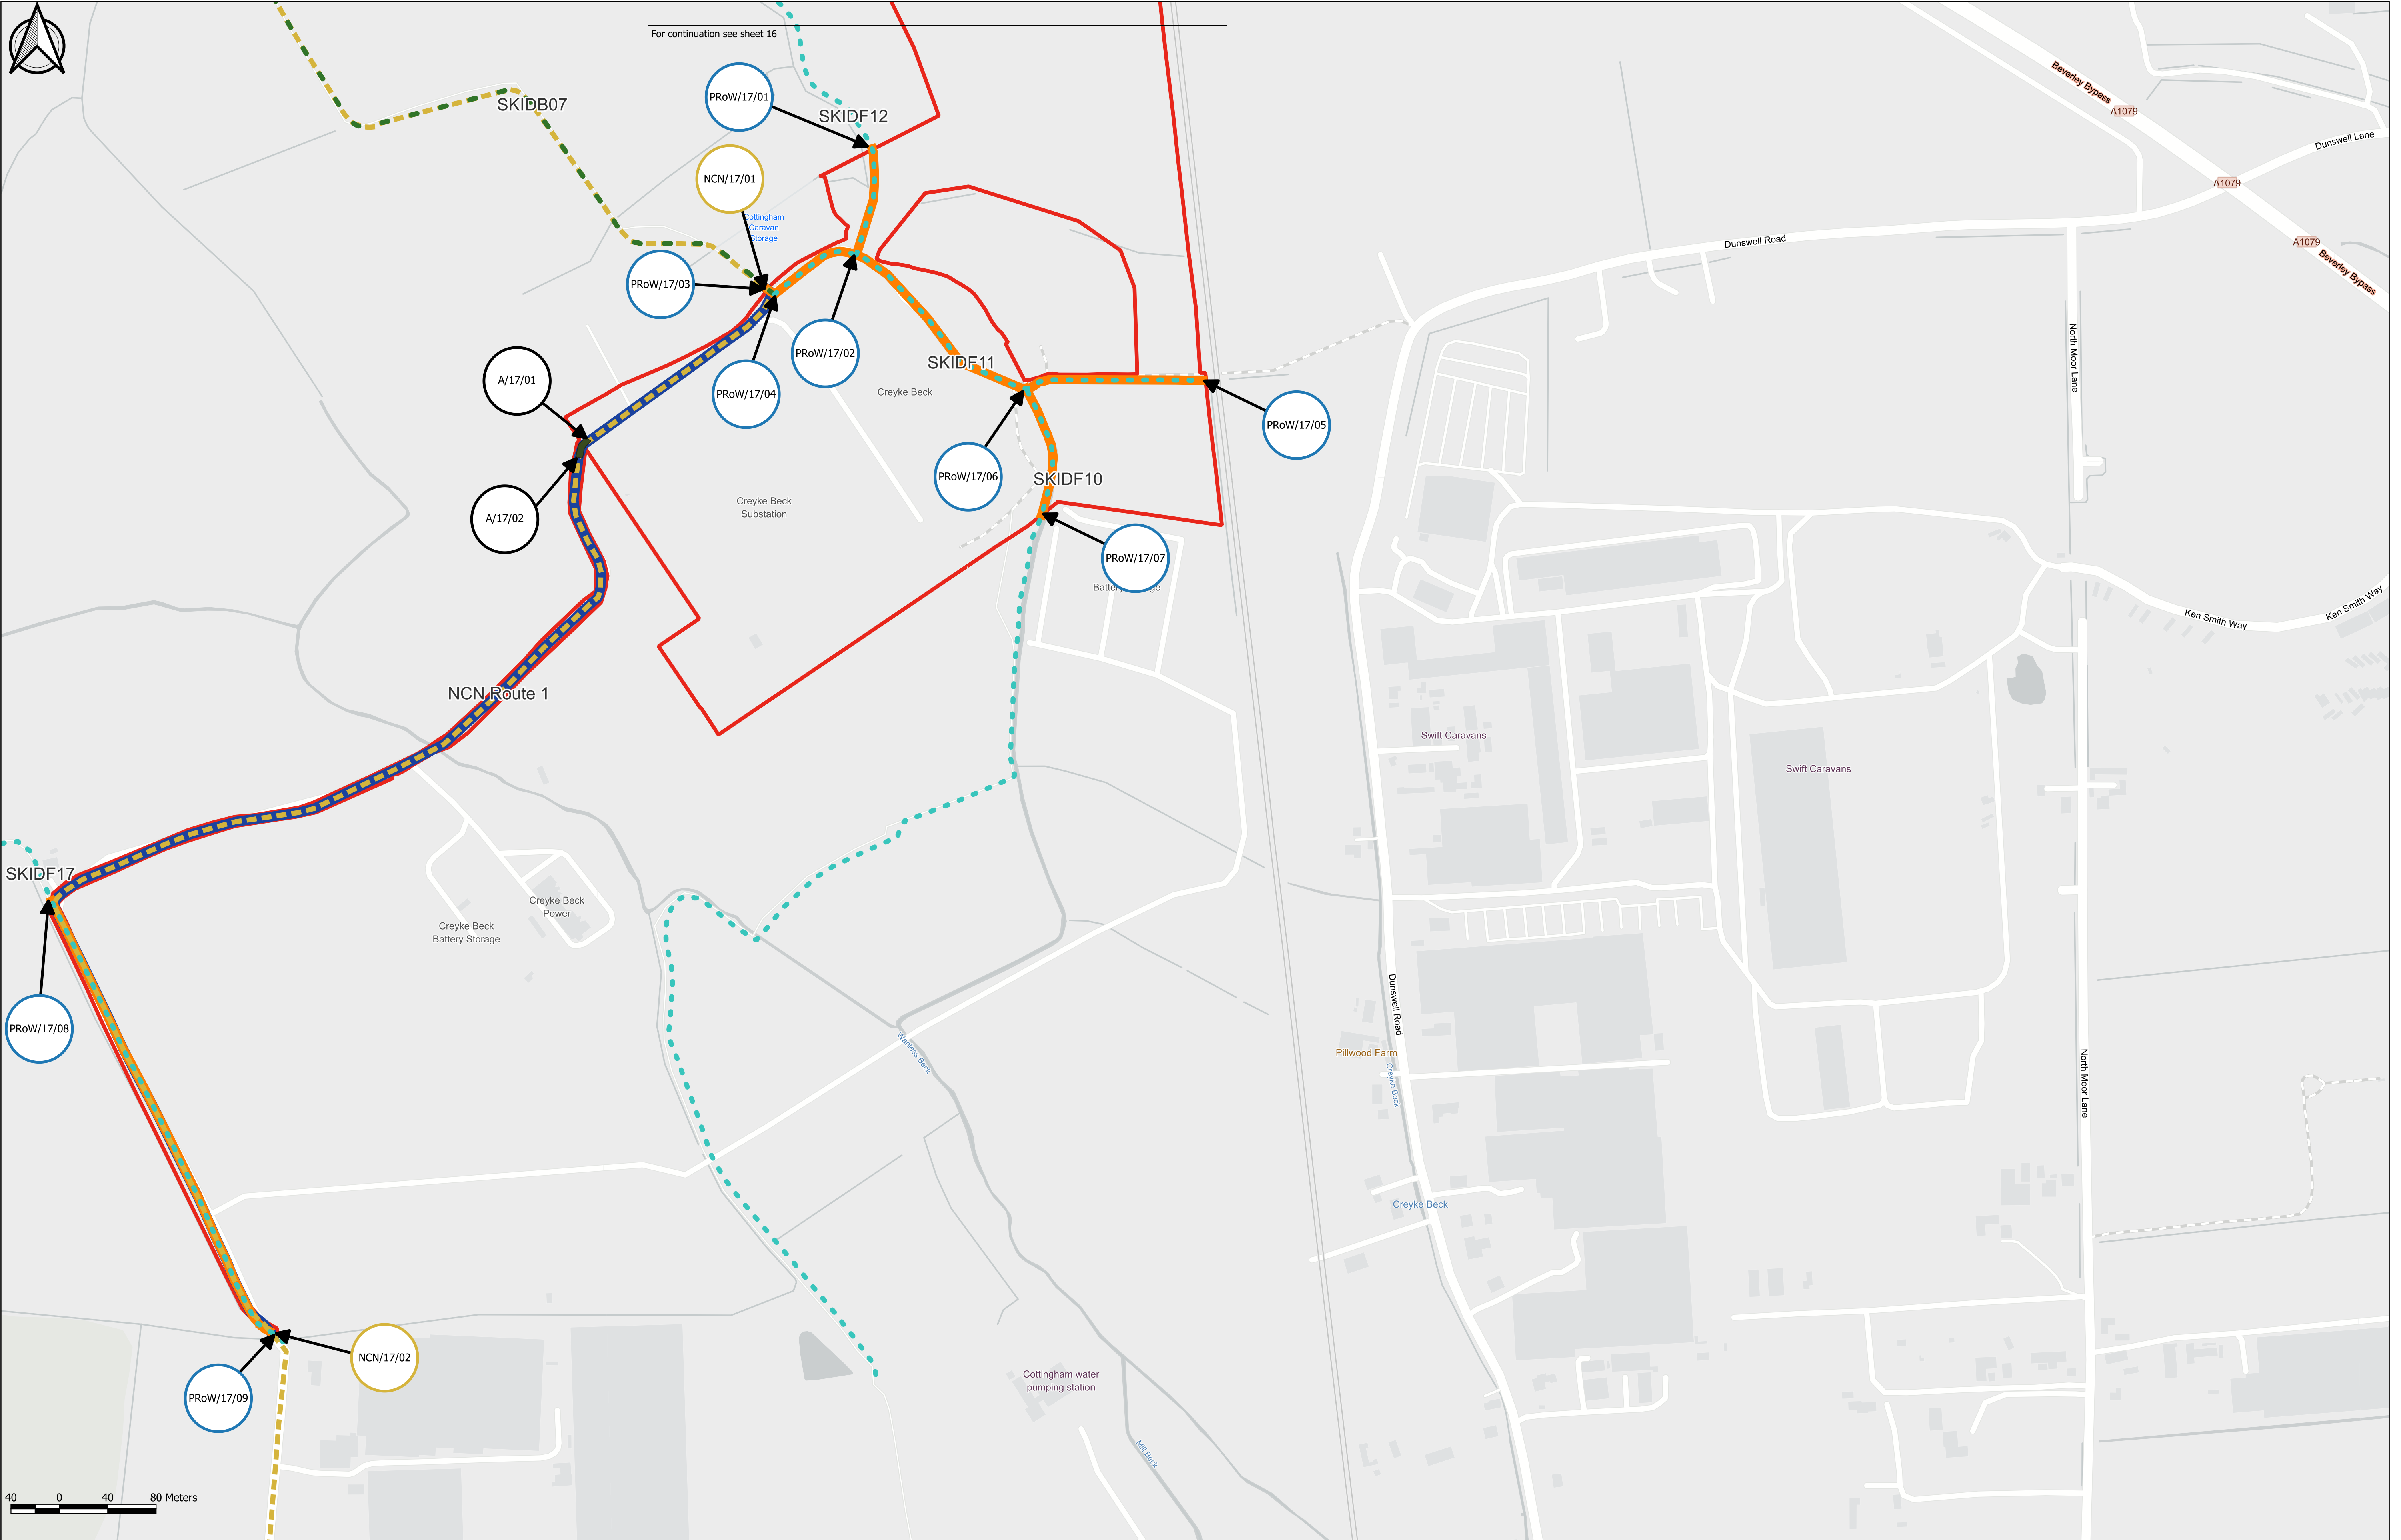 For continuation see sheet 16
Beverley Bypass
A1079
PRoW/17/01
SKIDB07
SKIDF12
Dunswell Lane
NCN/17/01
A1079
Cottingham
Caravan
Storage
Dunswell Road
A1079
Beverley Bypass
PRoW/17/03
PRoW/17/02
North Moor Lane
SKIDF11
A/17/01
PRoW/17/04
Creyke Beck
PRoW/17/05
PRoW/17/06
SKIDF10
Creyke Beck
Substation
A/17/02
PRoW/17/07
Ken Smith Way
Ken Smith Way
NCN Route 1
Swift Caravans
Swift Caravans
SKIDF17
Creyke Beck
Power
Creyke Beck
Battery Storage
Dunswell Road
PRoW/17/08
Wanless Beck
Pillwood Farm
Creyke Beck
North Moor Lane
Creyke Beck
NCN/17/02
Cottingham water
pumping station
PRoW/17/09
Mill Beck
40 0 40 80 Meters